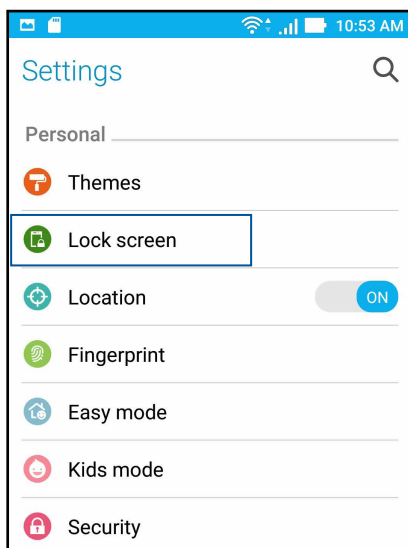 10:53 AM
Settings
Personal
Themes
Lock screen
Location ON
Fingerprint
Easy mode
Kids mode
Security